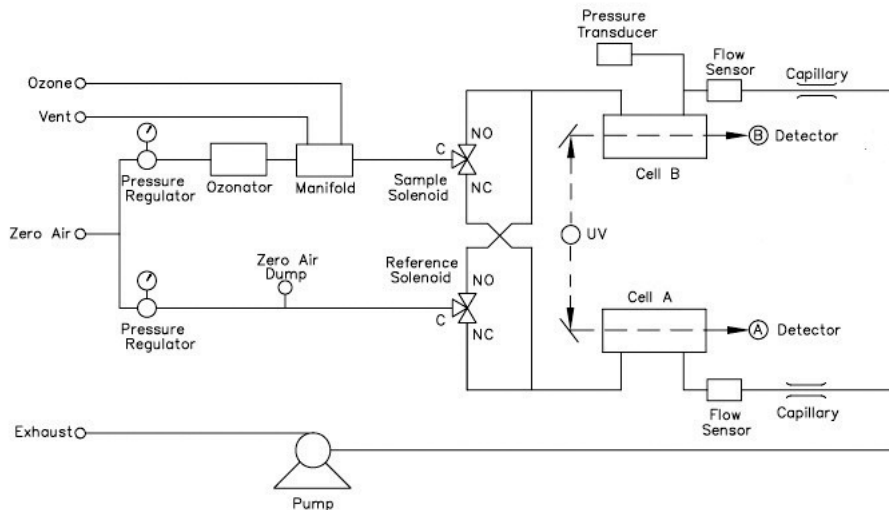 Pressure
Transducer
Flow
Sensor
Capillary
Ozone
Vent
NO
C
B
Detector
Pressure
Regulator
Ozonator
Manifold
Sample
Solenoid
NC
Cell B
Zero Air
UV
Zero Air
Dump
Reference
Solenoid
NO
Cell A
C
NC
A
Detector
Pressure
Regulator
Exhaust
Flow
Sensor
Capillary
Pump